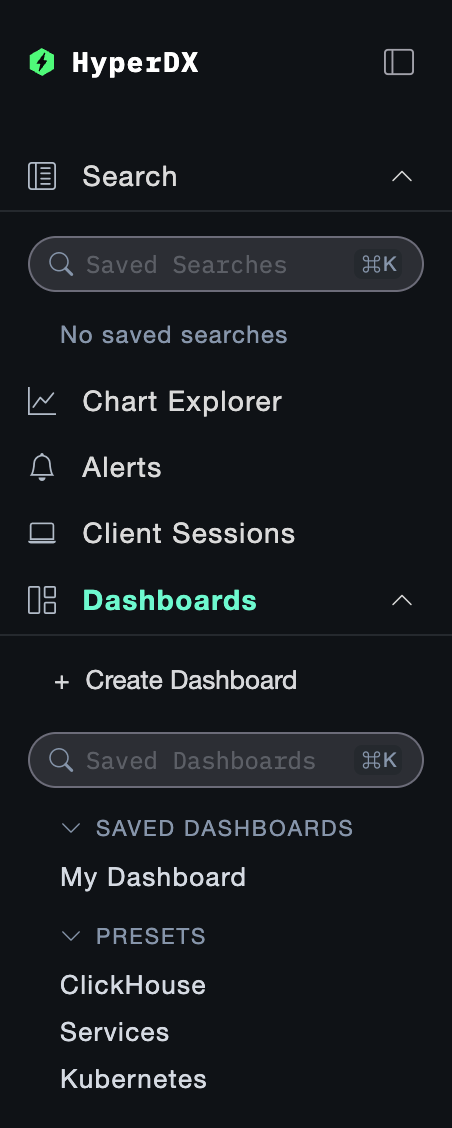 HyperDX
Search
Saved Searches ⌘K
No saved searches
Chart Explorer
Alerts
Client Sessions
Dashboards
+ Create Dashboard
Saved Dashboards ⌘K
SAVED DASHBOARDS
My Dashboard
PRESETS
ClickHouse
Services
Kubernetes